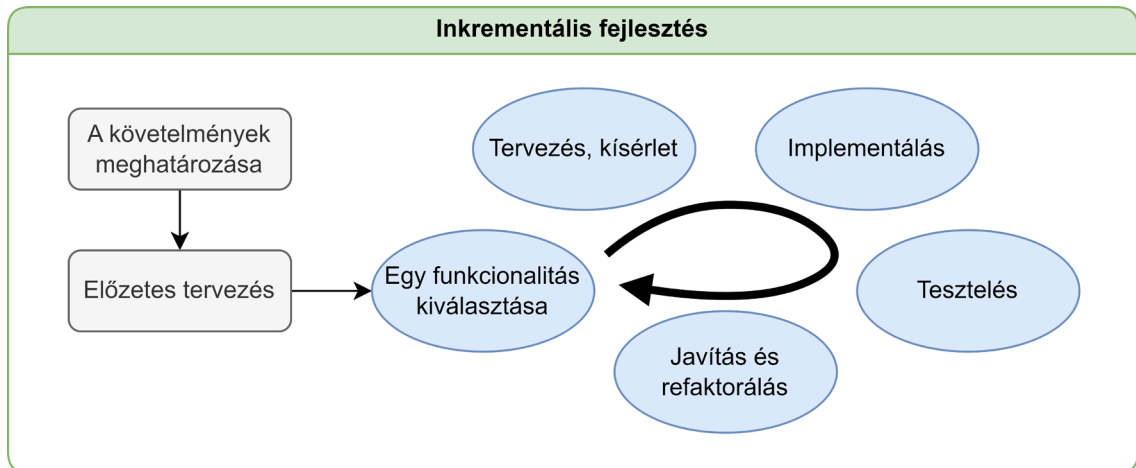 Inkrementális fejlesztés
A követelmények
meghatározása
Előzetes tervezés
Egy funkcionalitás
kiválasztása
Tervezés, kísérlet
Implementálás
Tesztelés
Javítás és
refaktorálás